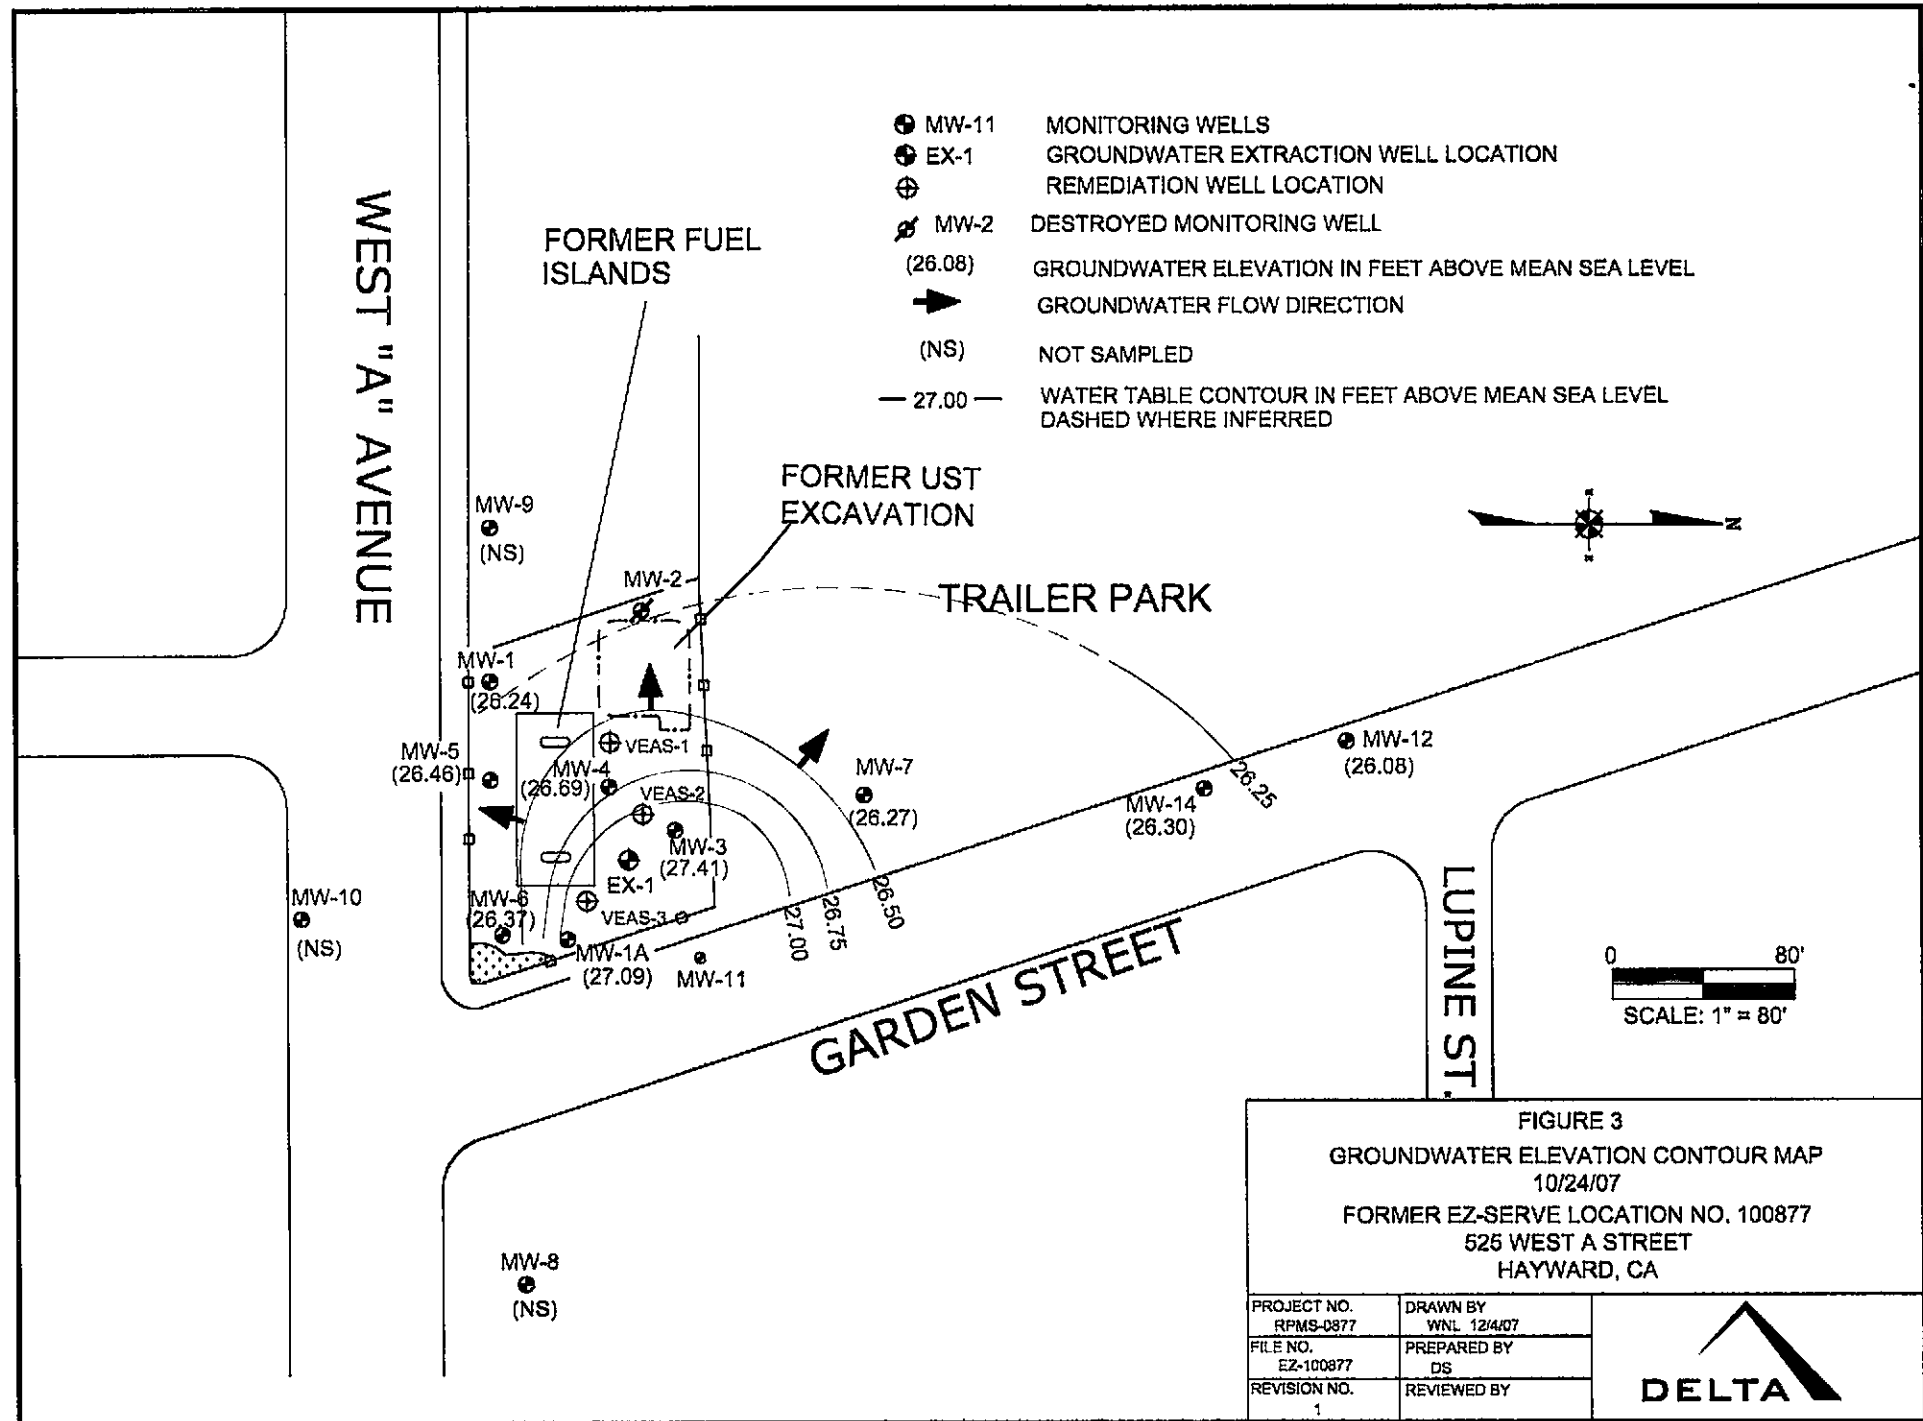 MW-11 MONITORING WELLS
EX-1 GROUNDWATER EXTRACTION WELL LOCATION
REMEDIATION WELL LOCATION
MW-2 DESTROYED MONITORING WELL
(26.08) GROUNDWATER ELEVATION IN FEET ABOVE MEAN SEA LEVEL
GROUNDWATER FLOW DIRECTION
(NS) NOT SAMPLED
27.00 WATER TABLE CONTOUR IN FEET ABOVE MEAN SEA LEVEL
DASHED WHERE INFERRED
WEST "A" AVENUE
FORMER FUEL
ISLANDS
FORMER UST
EXCAVATION
MW-9
(NS)
MW-2
TRAILER PARK
N
MW-1
(26.24)
MW-5
(26.46)
MW-4
(26.69)
VEAS-1
VEAS-2
MW-7
(26.27)
MW-12
(26.08)
MW-14
(26.30)
26.25
MW-3
(27.41)
EX-1
MW-6
(26.37)
VEAS-3
MW-1A
(27.09)
MW-11
27.00
26.75
26.50
MW-10
(NS)
GARDEN STREET
LUPINE ST.
0 80'
SCALE: 1" = 80'
MW-8
(NS)
FIGURE 3
GROUNDWATER ELEVATION CONTOUR MAP
10/24/07
FORMER EZ-SERVE LOCATION NO. 100877
525 WEST A STREET
HAYWARD, CA
PROJECT NO.
RPMS-0877
DRAWN BY
WNL 12/4/07
FILE NO.
EZ-100877
PREPARED BY
DS
REVISION NO.
1
REVIEWED BY
DELTA